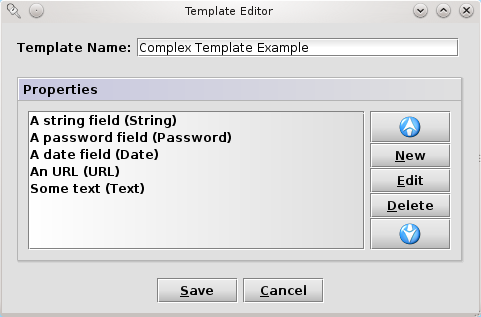 Template Editor
Template Name: Complex Template Example
Properties
A string field (String)
A password field (Password)
A date field (Date)
An URL (URL)
Some text (Text)
New
Edit
Delete
Save Cancel